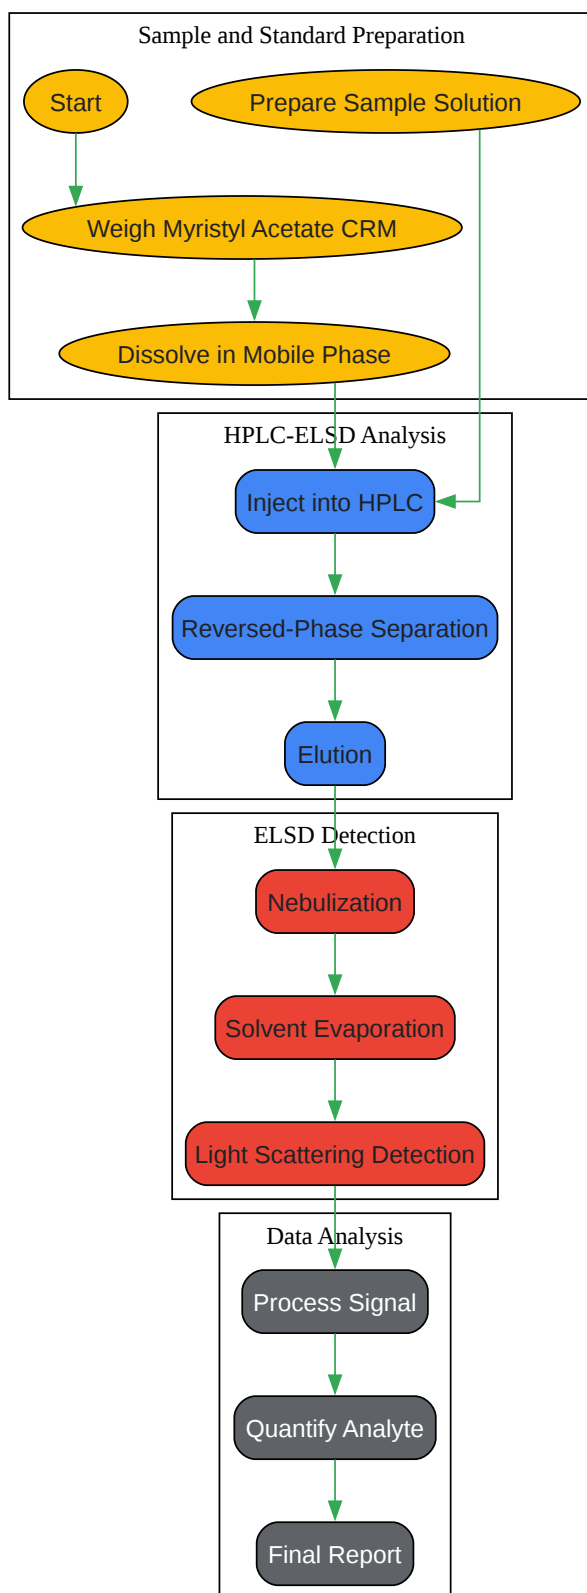 Sample and Standard Preparation
Start
Prepare Sample Solution
Weigh Myristyl Acetate CRM
Dissolve in Mobile Phase
HPLC-ELSD Analysis
Inject into HPLC
Reversed-Phase Separation
Elution
ELSD Detection
Nebulization
Solvent Evaporation
Light Scattering Detection
Data Analysis
Process Signal
Quantify Analyte
Final Report